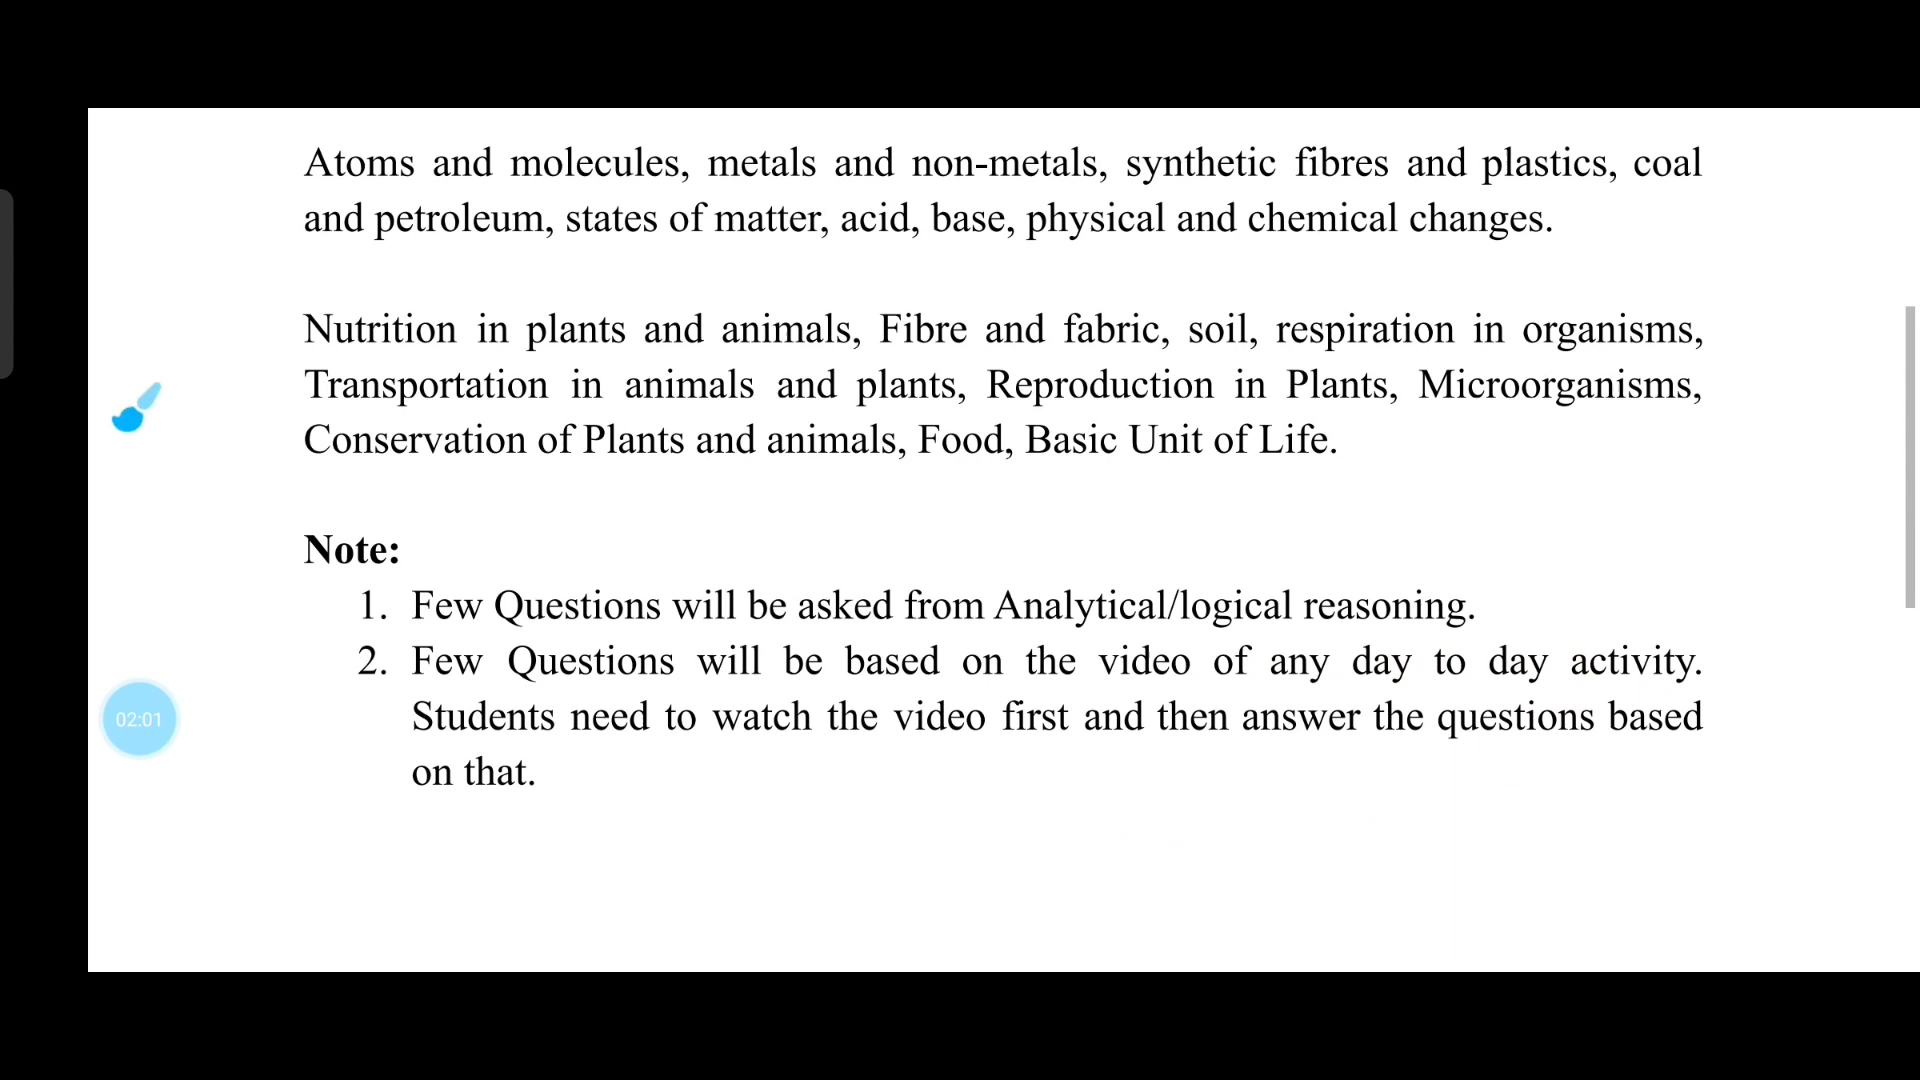 Atoms and molecules, metals and non-metals, synthetic fibres and plastics, coal
and petroleum, states of matter, acid, base, physical and chemical changes.
Nutrition in plants and animals, Fibre and fabric, soil, respiration in organisms,
Transportation in animals and plants, Reproduction in Plants, Microorganisms,
Conservation of Plants and animals, Food, Basic Unit of Life.
Note:
1. Few Questions will be asked from Analytical/logical reasoning.
2. Few Questions will be based on the video of any day to day activity.
Students need to watch the video first and then answer the questions based
on that.
02:01